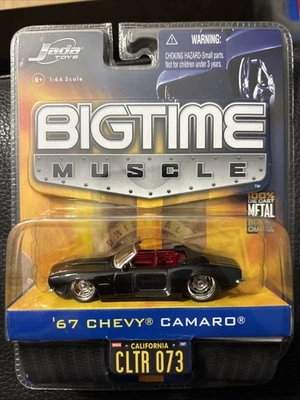 Jada
TOYS
8+ 1:64 Scale
WARNING:
CHOKING HAZARD-Small parts.
Not for children under 3 years.
BIGTIME
MUSCLE
TM
100%
DIE CAST
METAL
'67 CHEVY® CAMARO®
CALIFORNIA
CLTR 073